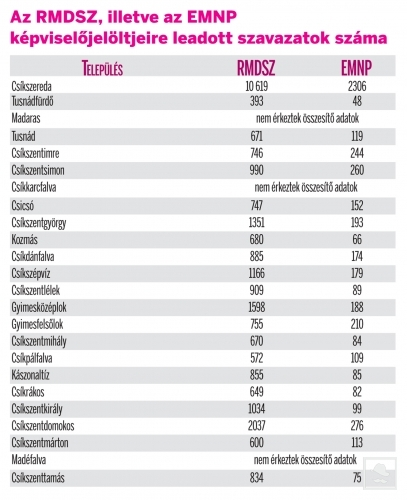 Az RMDSZ, illetve az EMNP
képviselőjelöltjeire leadott szavazatok száma
TELEPÜLÉS RMDSZ EMNP
Csíkszereda 10 619 2306
Tusnádfürdő 393 48
Madaras nem érkeztek összesítő adatok
Tusnád 671 119
Csíkszentimre 746 244
Csíkszentsimon 990 260
Csíkkarcfalva nem érkeztek összesítő adatok
Csicsó 747 152
Csíkszentgyörgy 1351 193
Kozmás 680 66
Csíkdánfalva 885 174
Csíkszépvíz 1166 179
Csíkszentlélek 909 89
Gyimesközéplok 1598 188
Gyimesfelsőlok 755 210
Csíkszentmihály 670 84
Csíkpálfalva 572 109
Kászonaltíz 855 85
Csíkrákos 649 82
Csíkszentkirály 1034 99
Csíkszentdomokos 2037 276
Csíkszentmárton 600 113
Madéfalva nem érkeztek összesítő adatok
Csíkszenttamás 834 75